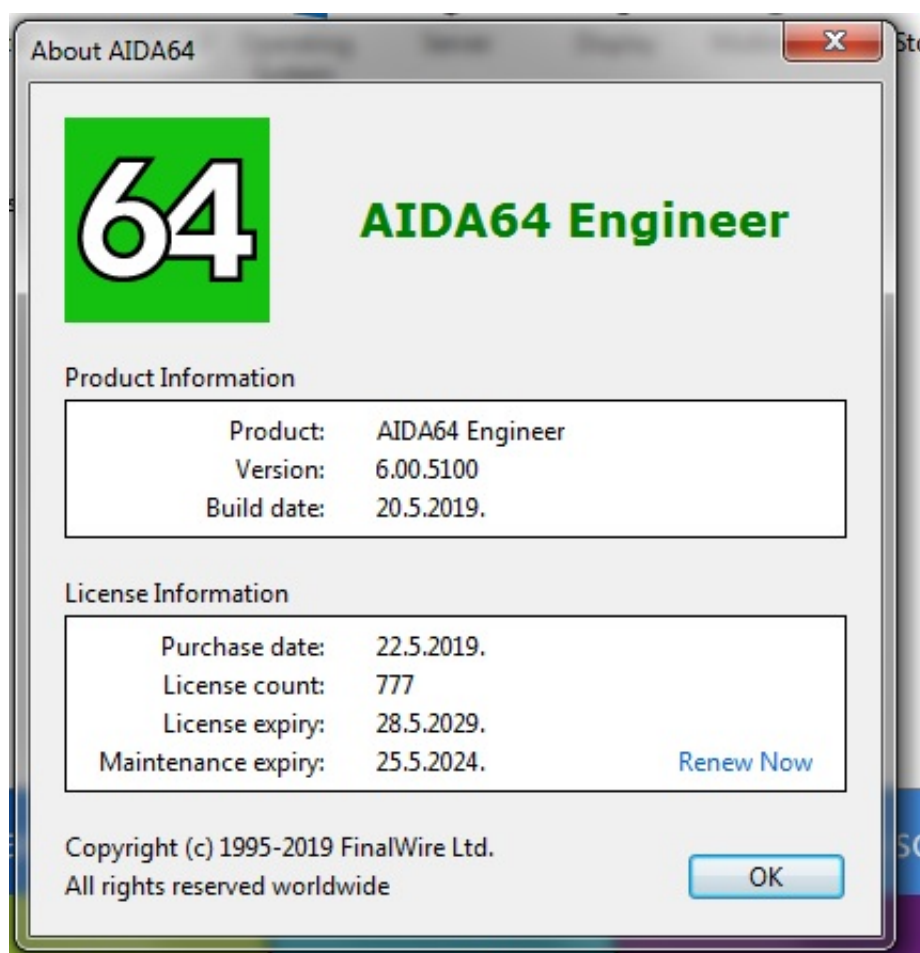 About AIDA64
64
AIDA64 Engineer
Product Information
Product: AIDA64 Engineer
Version: 6.00.5100
Build date: 20.5.2019.
License Information
Purchase date: 22.5.2019.
License count: 777
License expiry: 28.5.2029.
Maintenance expiry: 25.5.2024. Renew Now
Copyright (c) 1995-2019 FinalWire Ltd.
All rights reserved worldwide
OK